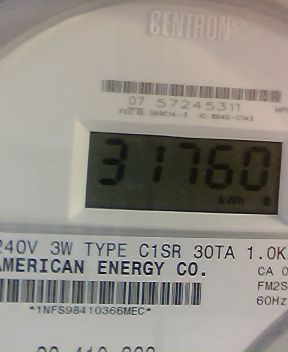 CENTRON®
07 57245311
31760
kWh
240V 3W TYPE C1SR 30TA 1.0K
AMERICAN ENERGY CO.
CA 0
FM2S
60Hz
*1NFS98410366MEC*